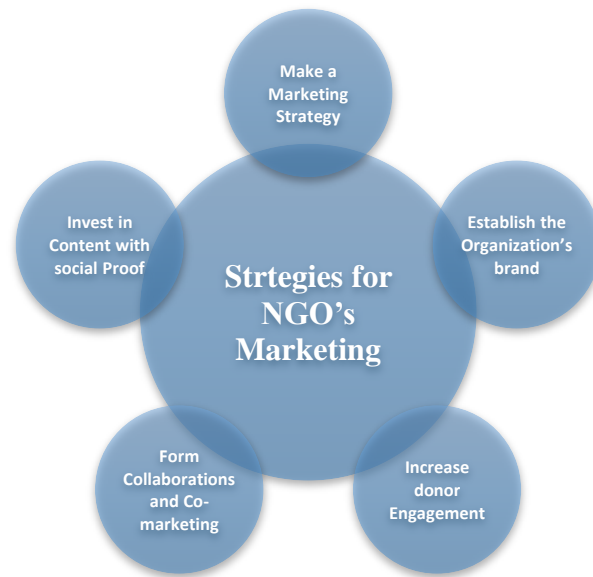 Make a
Marketing
Strategy
Invest in
Content with
social Proof
Establish the
Organization's
brand
Strtegies for
NGO's
Marketing
Form
Collaborations
and Co-
marketing
Increase
donor
Engagement